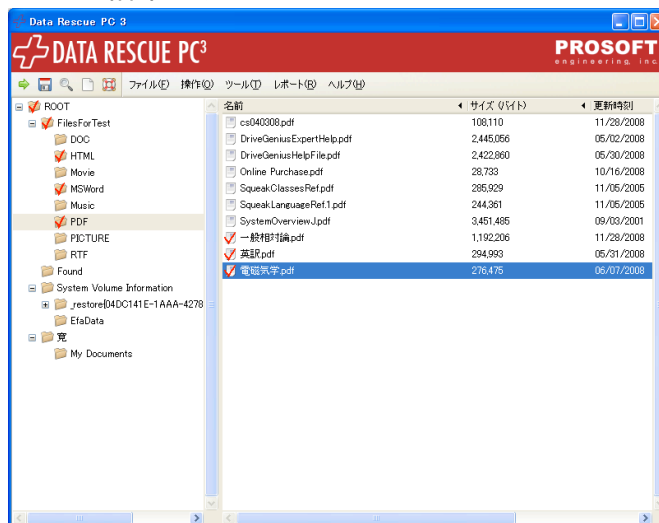 Data Rescue PC 3
DATA RESCUE PC3
PROSOFT
engineering, inc.
ファイル(F) 操作(O) ツール(T) レポート(R) ヘルプ(H)
ROOT
FilesForTest
DOC
HTML
Movie
MSWord
Music
PDF
PICTURE
RTF
Found
System Volume Information
_restore{04DC141E-1AAA-4278
EfaData
寛
My Documents
名前 サイズ (バイト) 更新時刻
cs040308.pdf 108,110 11/28/2008
DriveGeniusExpertHelp.pdf 2,445,056 05/02/2008
DriveGeniusHelpFile.pdf 2,422,860 05/30/2008
Online Purchase.pdf 28,733 10/16/2008
SqueakClassesRef.pdf 285,929 11/05/2005
SqueakLanguageRef.1.pdf 244,361 11/05/2005
SystemOverviewJ.pdf 3,451,485 09/03/2001
一般相対論.pdf 1,192,206 11/28/2008
英訳.pdf 294,993 05/31/2008
電磁気学.pdf 276,475 06/07/2008